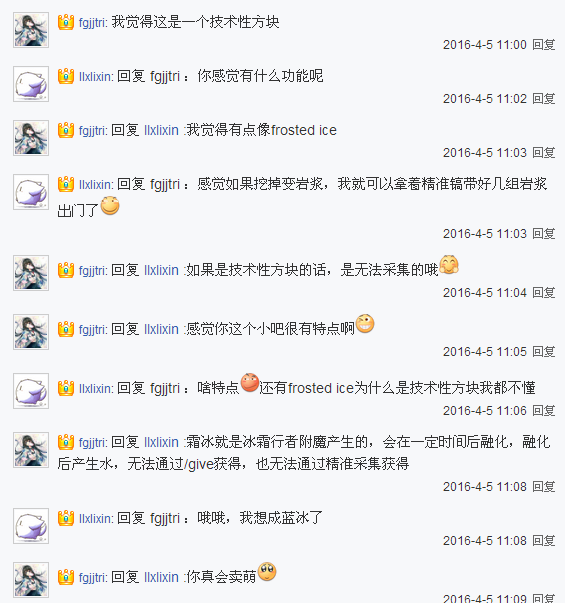 fgjjtri: 我觉得这是一个技术性方块
2016-4-5 11:00 回复
llxlixin: 回复 fgjjtri ：你感觉有什么功能呢
2016-4-5 11:02 回复
fgjjtri: 回复 llxlixin :我觉得有点像frosted ice
2016-4-5 11:03 回复
llxlixin: 回复 fgjjtri ：感觉如果挖掉变岩浆，我就可以拿着精准镐带好几组岩浆
出门了
2016-4-5 11:03 回复
fgjjtri: 回复 llxlixin :如果是技术性方块的话，是无法采集的哦
2016-4-5 11:04 回复
fgjjtri: 回复 llxlixin :感觉你这个小吧很有特点啊
2016-4-5 11:05 回复
llxlixin: 回复 fgjjtri ：啥特点还有frosted ice为什么是技术性方块我都不懂
2016-4-5 11:06 回复
fgjjtri: 回复 llxlixin :霜冰就是冰霜行者附魔产生的，会在一定时间后融化，融化
后产生水，无法通过/give获得，也无法通过精准采集获得
2016-4-5 11:08 回复
llxlixin: 回复 fgjjtri ：哦哦，我想成蓝冰了
2016-4-5 11:08 回复
fgjjtri: 回复 llxlixin :你真会卖萌
2016-4-5 11:09 回复